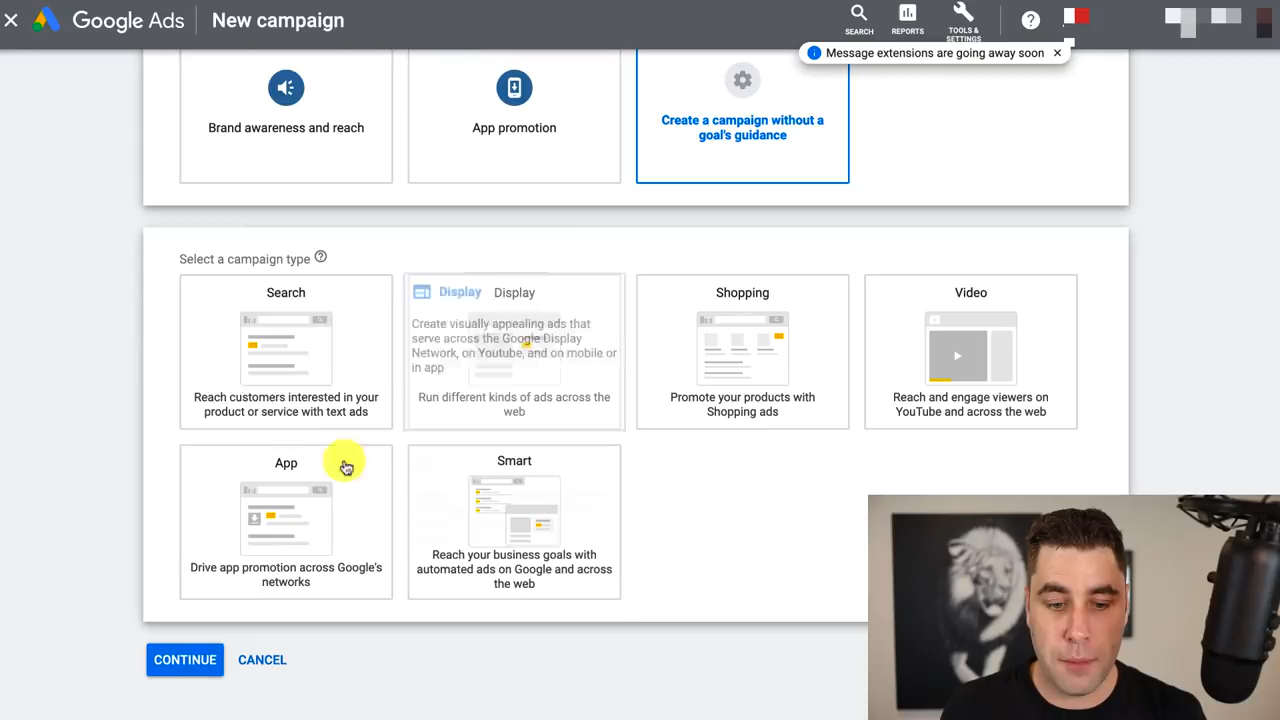 Google Ads
New campaign
SEARCH
REPORTS
TOOLS &
SETTINGS
Message extensions are going away soon
Brand awareness and reach
App promotion
Create a campaign without a
goal's guidance
Select a campaign type
Search
Reach customers interested in your
product or service with text ads
Display
Display
Create visually appealing ads that
serve across the Google Display
Network, on Youtube, and on mobile or
in app
Run different kinds of ads across the
web
Shopping
Promote your products with
Shopping ads
Video
Reach and engage viewers on
YouTube and across the web
App
Drive app promotion across Google's
networks
Smart
Reach your business goals with
automated ads on Google and across
the web
CONTINUE
CANCEL